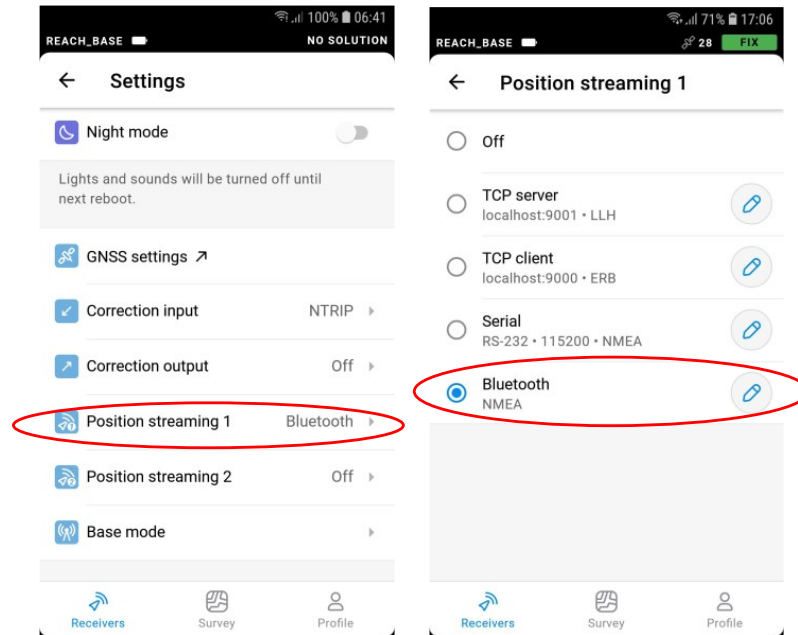 100% 06:41
REACH_BASE NO SOLUTION
Settings
Night mode
Lights and sounds will be turned off until
next reboot.
GNSS settings
Correction input NTRIP
Correction output Off
Position streaming 1 Bluetooth
Position streaming 2 Off
Base mode
Receivers Survey Profile
71% 17:06
REACH_BASE 28 FIX
Position streaming 1
Off
TCP server
localhost:9001 • LLH
TCP client
localhost:9000 • ERB
Serial
RS-232 • 115200 • NMEA
Bluetooth
NMEA
Receivers Survey Profile